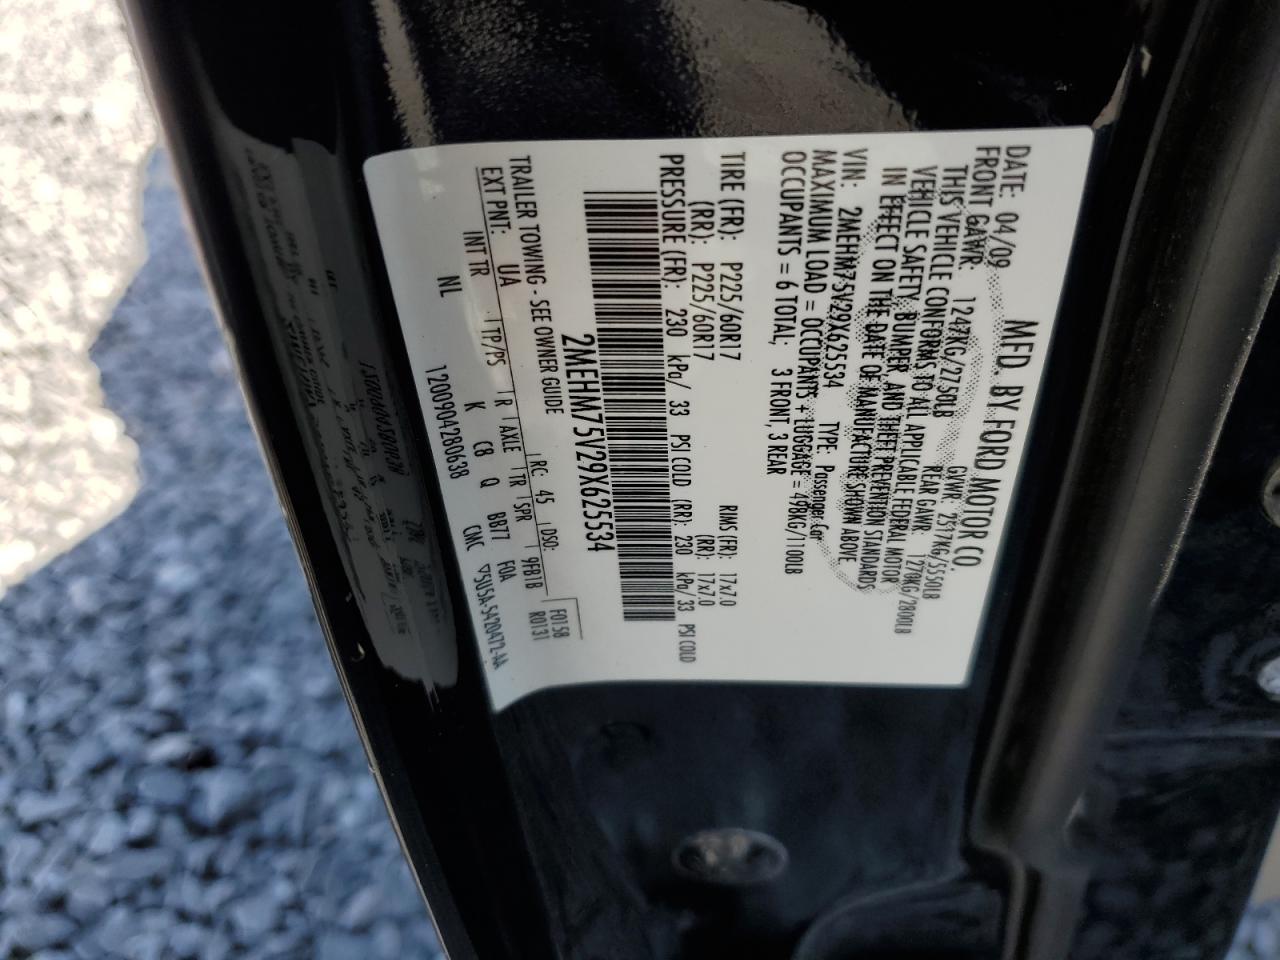 MFD. BY FORD MOTOR CO.
DATE: 04/09 GVWR: 2517KG/5550LB
FRONT GAWR: 1247KG/2750LB REAR GAWR: 1270KG/2800LB
THIS VEHICLE CONFORMS TO ALL APPLICABLE FEDERAL MOTOR
VEHICLE SAFETY, BUMPER, AND THEFT PREVENTION STANDARDS
IN EFFECT ON THE DATE OF MANUFACTURE SHOWN ABOVE.
VIN: 2MEHM75V29X625534 TYPE: Passenger Car
MAXIMUM LOAD = OCCUPANTS + LUGGAGE = 498KG/1100LB
OCCUPANTS = 6 TOTAL; 3 FRONT, 3 REAR
TIRE (FR): P225/60R17 RIMS (FR): 17x7.0
(RR): P225/60R17 (RR): 17x7.0
PRESSURE (FR): 230 kPa/ 33 PSI COLD (RR): 230 kPa/ 33 PSI COLD
2MEHM75V29X625534
TRAILER TOWING - SEE OWNER GUIDE
F0158
R0131
EXT PNT: UA RC: 45 DSO: 9FB1B
INT TR TP/PS R AXLE TR SPR
NL K C8 Q BB77 FOA
1200904280638 CMC ▽5U5A-5420472-AA